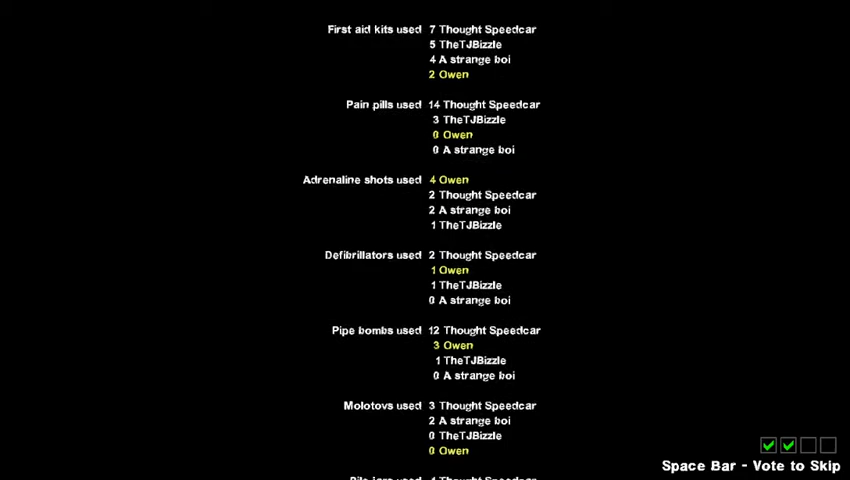 First aid kits used 7 Thought Speedcar
5 TheTJBizzle
4 A strange boi
2 Owen
Pain pills used 14 Thought Speedcar
3 TheTJBizzle
0 Owen
0 A strange boi
Adrenaline shots used 4 Owen
2 Thought Speedcar
2 A strange boi
1 TheTJBizzle
Defibrillators used 2 Thought Speedcar
1 Owen
1 TheTJBizzle
0 A strange boi
Pipe bombs used 12 Thought Speedcar
3 Owen
1 TheTJBizzle
0 A strange boi
Molotovs used 3 Thought Speedcar
2 A strange boi
0 TheTJBizzle
0 Owen
Thought Speedcar
Space Bar - Vote to Skip